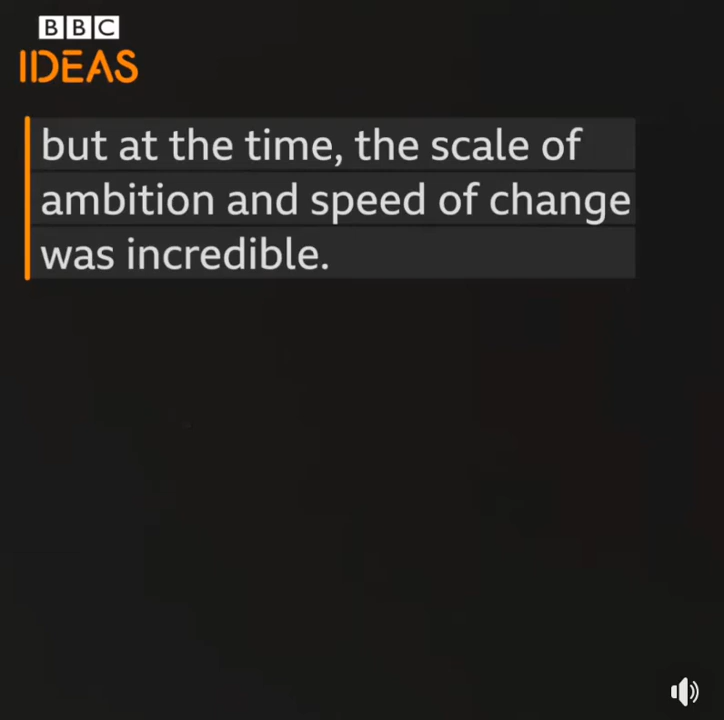 BBC
IDEAS
but at the time, the scale of
ambition and speed of change
was incredible.